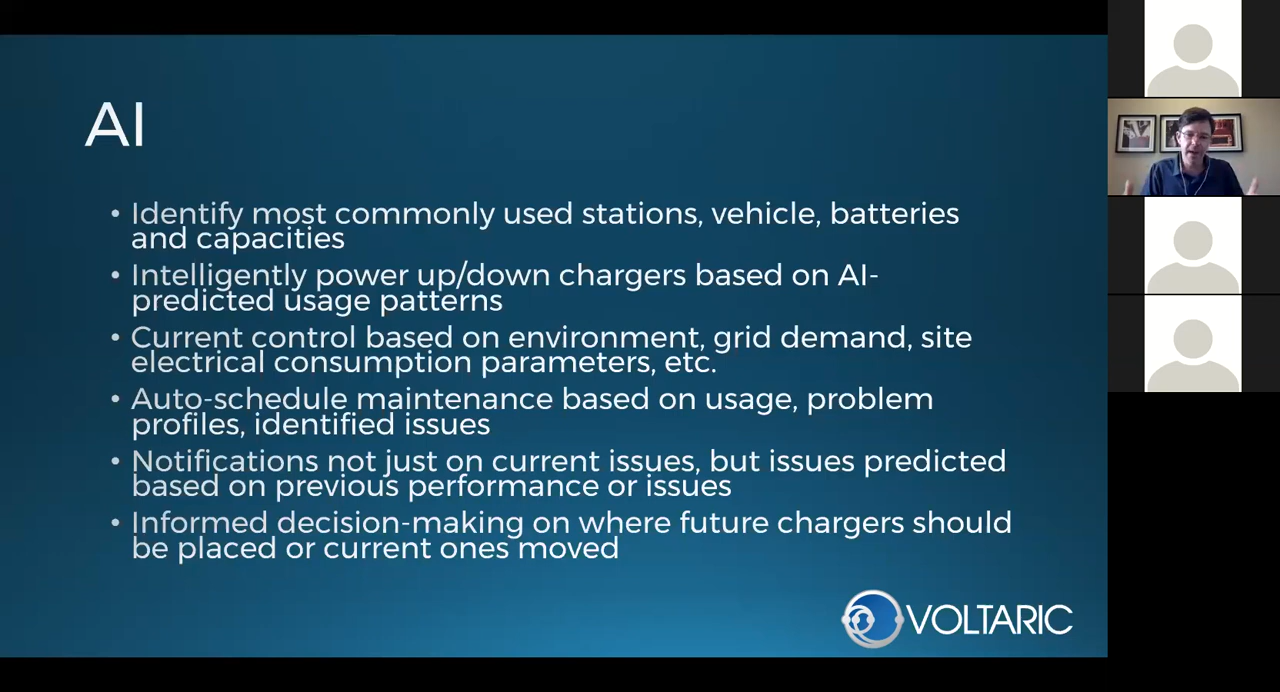 AI
• Identify most commonly used stations, vehicle, batteries
and capacities
• Intelligently power up/down chargers based on AI-
predicted usage patterns
• Current control based on environment, grid demand, site
electrical consumption parameters, etc.
• Auto-schedule maintenance based on usage, problem
profiles, identified issues
• Notifications not just on current issues, but issues predicted
based on previous performance or issues
• Informed decision-making on where future chargers should
be placed or current ones moved
VOLTARIC